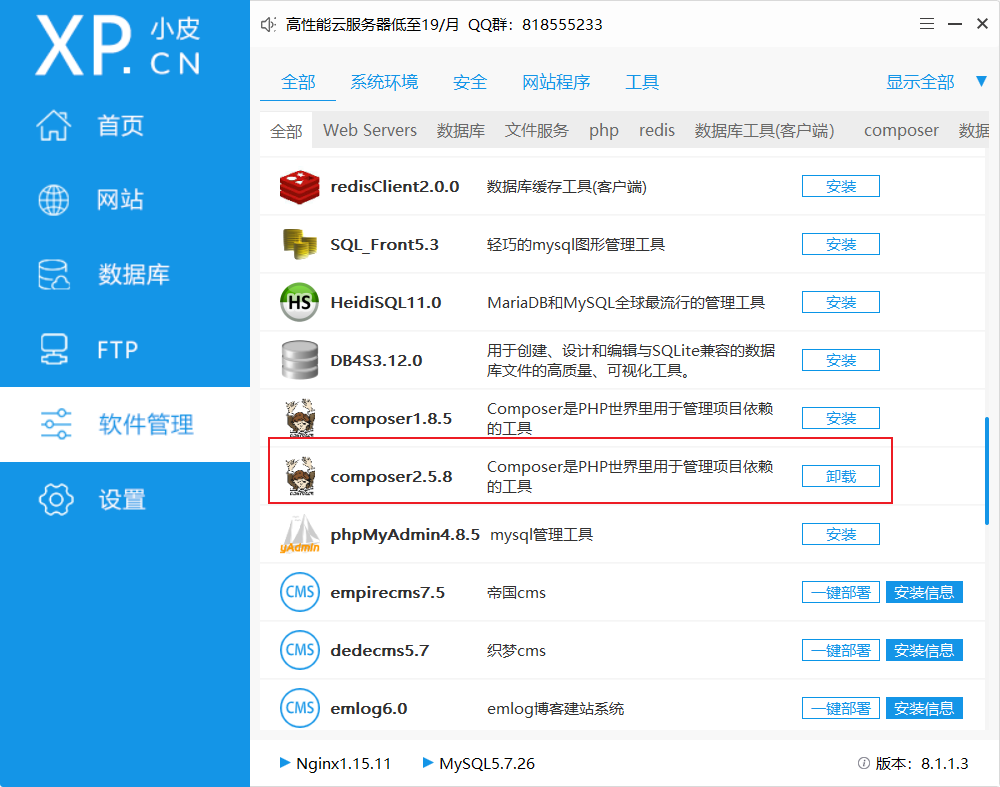 XP.CN 小皮
高性能云服务器低至19/月 QQ群：818555233
首页
网站
数据库
FTP
软件管理
设置
全部 系统环境 安全 网站程序 工具 显示全部
全部 Web Servers 数据库 文件服务 php redis 数据库工具(客户端) composer 数据
redisClient2.0.0 数据库缓存工具(客户端) 安装
SQL_Front5.3 轻巧的mysql图形管理工具 安装
HS HeidiSQL11.0 MariaDB和MySQL全球最流行的管理工具 安装
DB4S3.12.0 用于创建、设计和编辑与SQLite兼容的数据
库文件的高质量、可视化工具。 安装
composer1.8.5 Composer是PHP世界里用于管理项目依赖
的工具 安装
composer2.5.8 Composer是PHP世界里用于管理项目依赖
的工具 卸载
yAdmin phpMyAdmin4.8.5 mysql管理工具 安装
CMS empirecms7.5 帝国cms 一键部署 安装信息
CMS dedecms5.7 织梦cms 一键部署 安装信息
CMS emlog6.0 emlog博客建站系统 一键部署 安装信息
Nginx1.15.11 MySQL5.7.26 版本：8.1.1.3